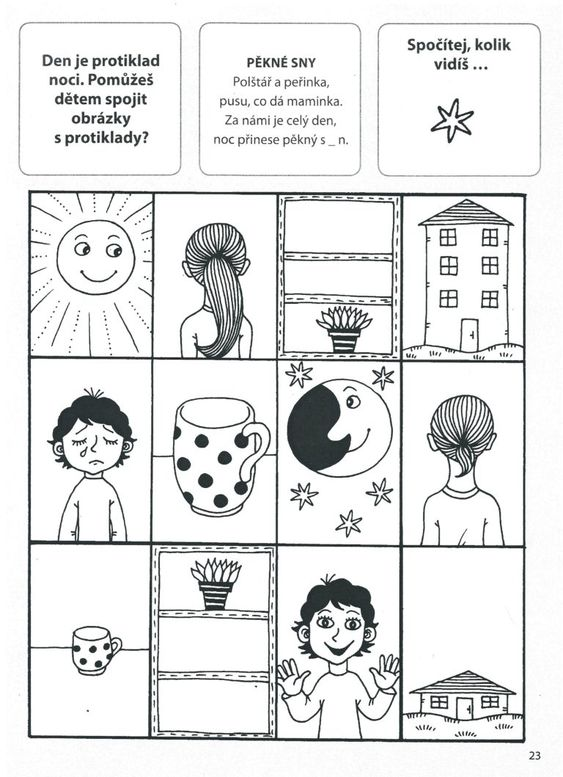 Den je protiklad
noci. Pomůžeš
dětem spojit
obrázky
s protiklady?
PĚKNÉ SNY
Polštář a peřinka,
pusu, co dá maminka.
Za námi je celý den,
noc přinese pěkný s _ n.
Spočítej, kolik
vidíš ...
23